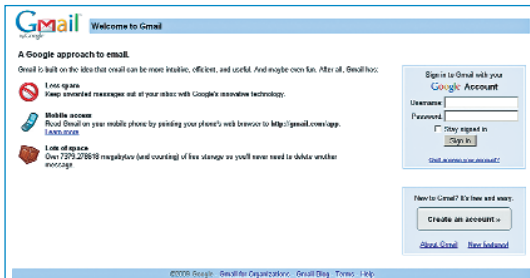 Gmail
by Google
Welcome to Gmail
A Google approach to email.
Gmail is built on the idea that email can be more intuitive, efficient, and useful. And maybe even fun. After all, Gmail has:
Less spam
Keep unwanted messages out of your inbox with Google's innovative technology.
Mobile access
Read Gmail on your mobile phone by pointing your phone's web browser to http://gmail.com/app.
Learn more
Lots of space
Over 7379.278618 megabytes (and counting) of free storage so you'll never need to delete another
message.
Sign in to Gmail with your
Google Account
Username:
Password:
Stay signed in
Sign in
Can't access your account?
New to Gmail? It's free and easy.
Create an account »
About Gmail New features!
©2009 Google Gmail for Organizations Gmail Blog Terms Help